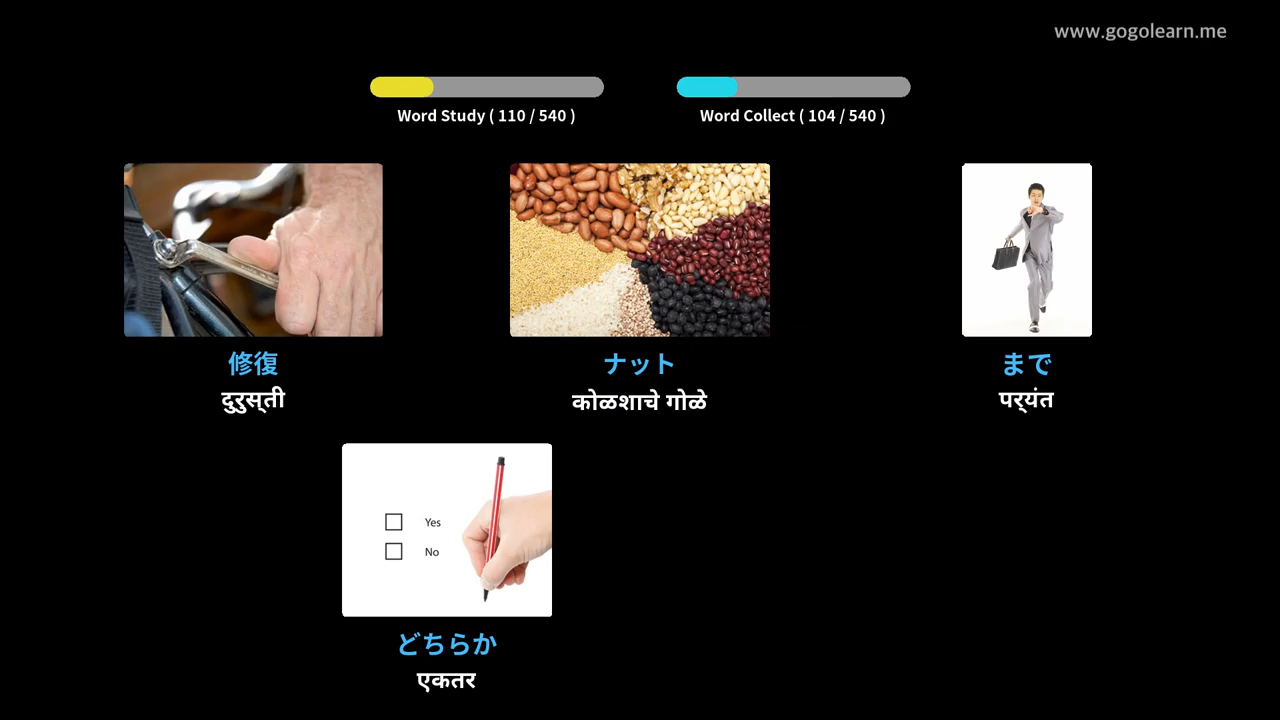 www.gogolearn.me
Word Study ( 110 / 540 )
Word Collect ( 104 / 540 )
修復
दुरुस्ती
ナット
कोळशाचे गोळे
まで
पर्यंत
Yes
No
どちらか
एकतर